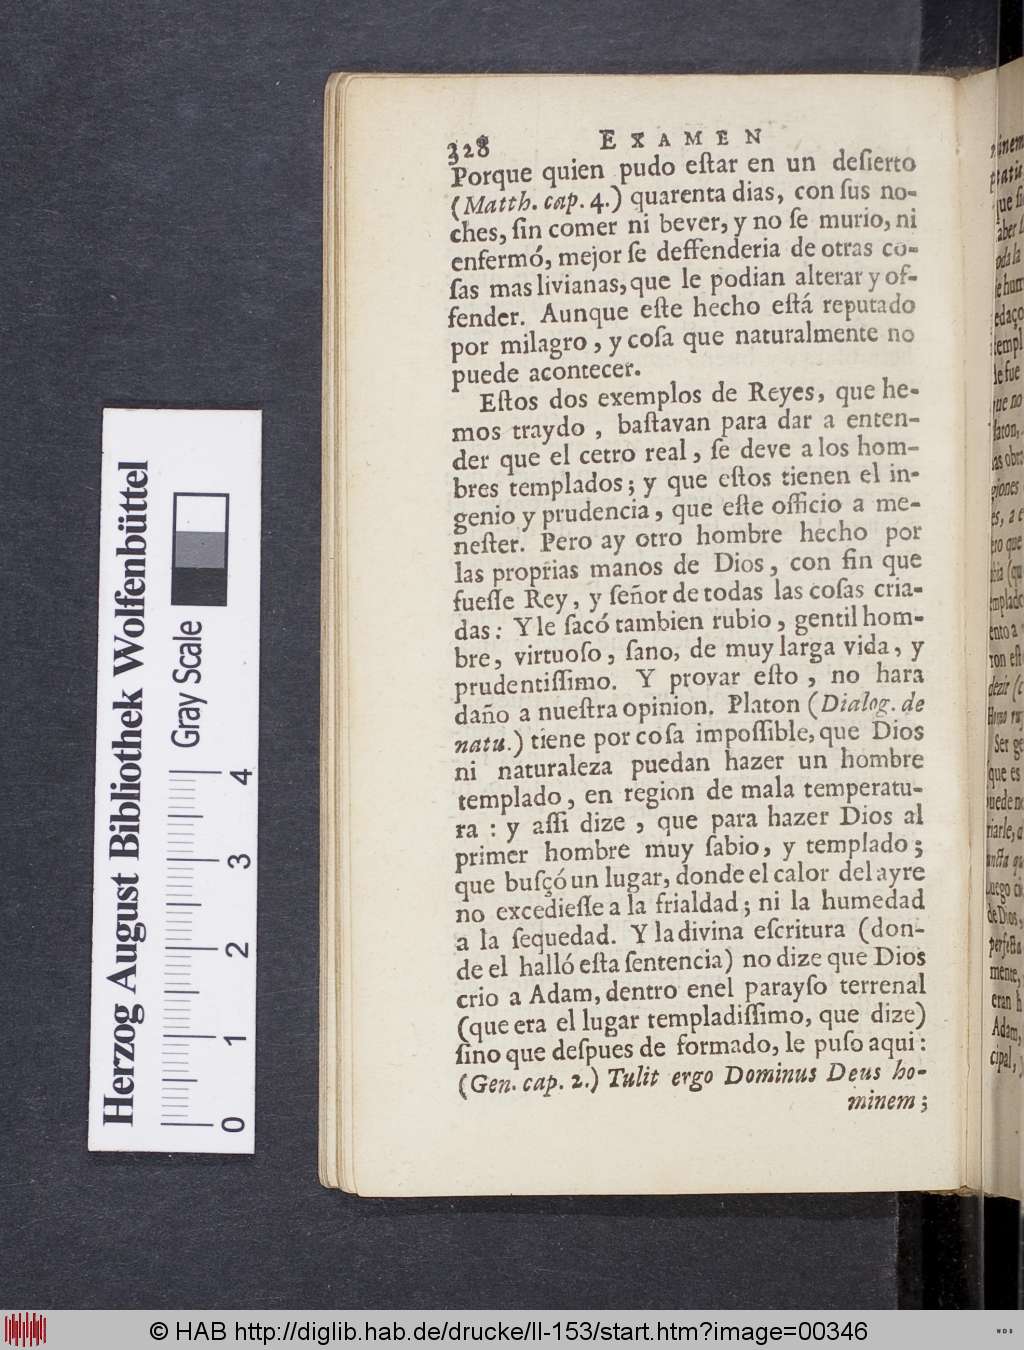 328 EXAMEN
Porque quien pudo eſtar en un deſierto
(Matth. cap. 4.) quarenta dias, con ſus no-
ches, ſin comer ni bever, y no ſe murio, ni
enfermó, mejor ſe deffenderia de otras co-
ſas mas livianas, que le podian alterar y of-
fender. Aunque eſte hecho eſtá reputado
por milagro, y coſa que naturalmente no
puede acontecer.
Eſtos dos exemplos de Reyes, que he-
mos traydo, baſtavan para dar a enten-
der que el cetro real, ſe deve a los hom-
bres templados; y que eſtos tienen el in-
genio y prudencia, que eſte officio a me-
neſter. Pero ay otro hombre hecho por
las proprias manos de Dios, con fin que
fueſſe Rey, y ſeñor de todas las coſas cria-
das: Y le ſacó tambien rubio, gentil hom-
bre, virtuoſo, ſano, de muy larga vida, y
prudentiſſimo. Y provar eſto, no hara
daño a nueſtra opinion. Platon (Dialog. de
natu.) tiene por coſa impoſſible, que Dios
ni naturaleza puedan hazer un hombre
templado, en region de mala temperatu-
ra: y aſſi dize, que para hazer Dios al
primer hombre muy ſabio, y templado;
que buſçó un lugar, donde el calor del ayre
no excedieſſe a la frialdad; ni la humedad
a la ſequedad. Y la divina eſcritura (don-
de el halló eſta ſentencia) no dize que Dios
crio a Adam, dentro enel parayſo terrenal
(que era el lugar templadiſſimo, que dize)
ſino que deſpues de formado, le puſo aqui:
(Gen. cap. 2.) Tulit ergo Dominus Deus ho-
minem;
Herzog August Bibliothek Wolfenbüttel
Gray Scale
0 1 2 3 4
© HAB http://diglib.hab.de/drucke/ll-153/start.htm?image=00346